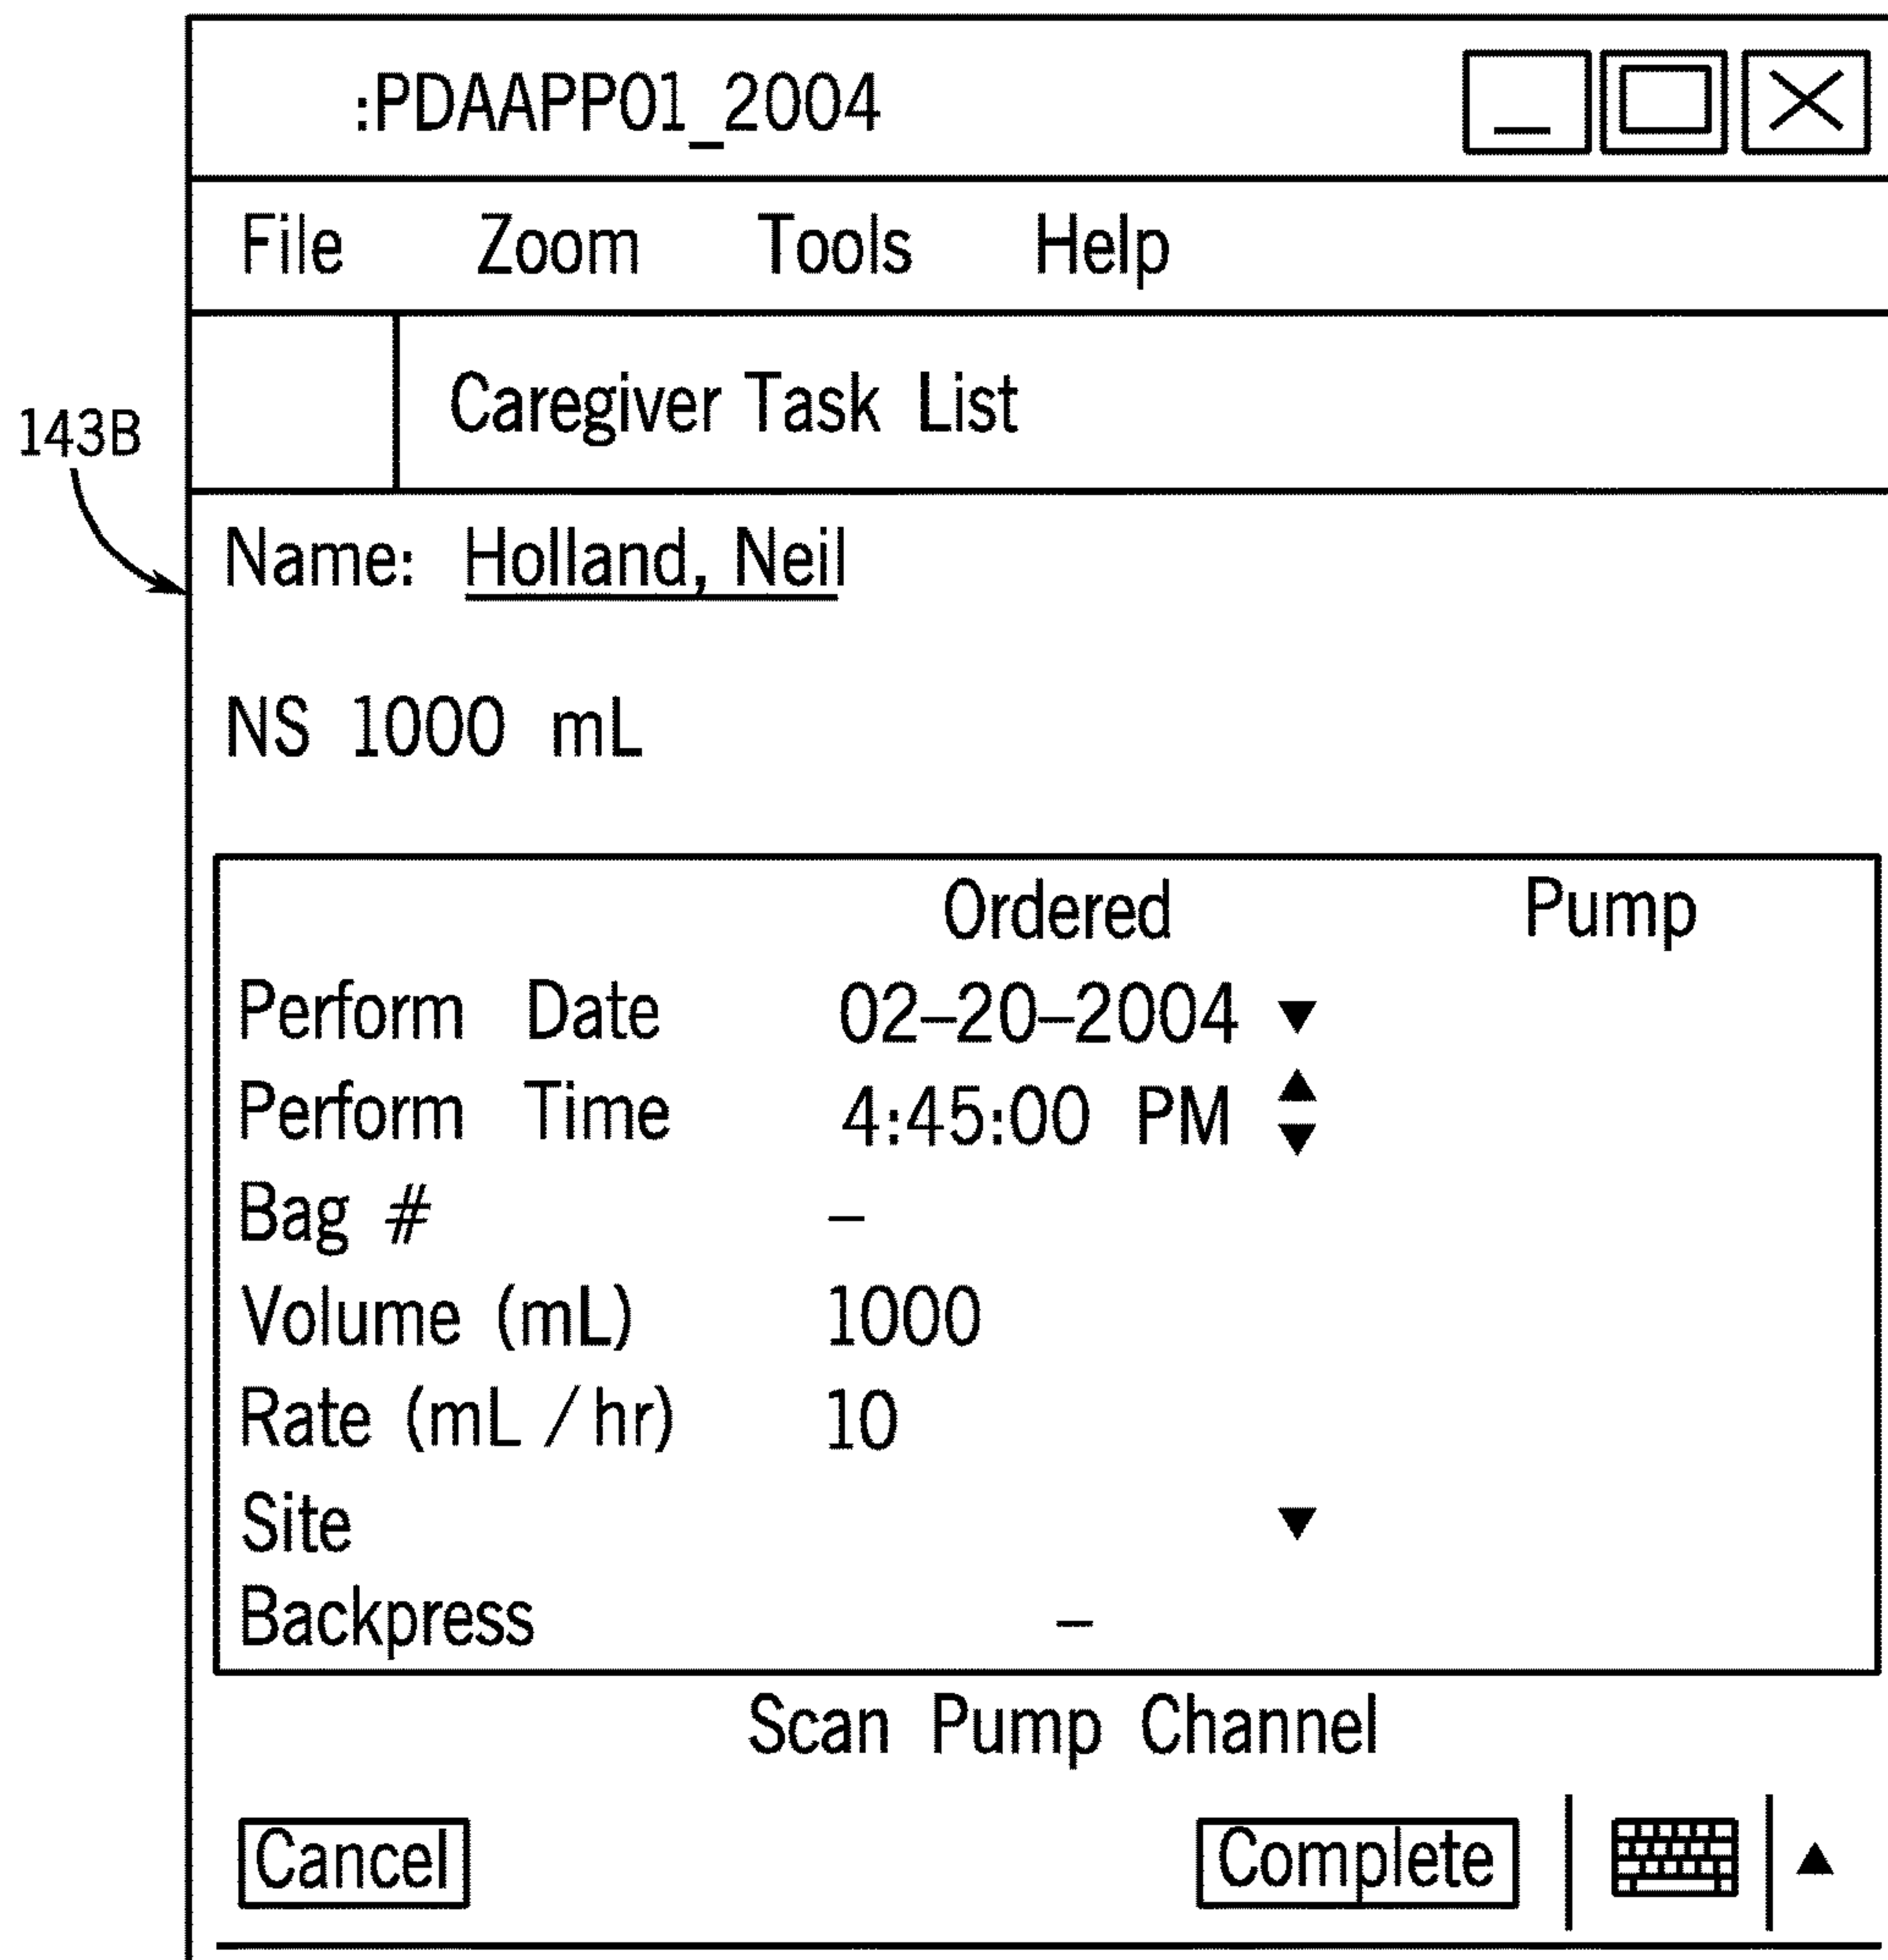 :PDAAPP01_2004
File Zoom Tools Help
Caregiver Task List
143B
Name: Holland, Neil
NS 1000 mL
Ordered Pump
Perform Date 02–20–2004 ▼
Perform Time 4:45:00 PM
Bag # –
Volume (mL) 1000
Rate (mL / hr) 10
Site ▼
Backpress –
Scan Pump Channel
Cancel Complete